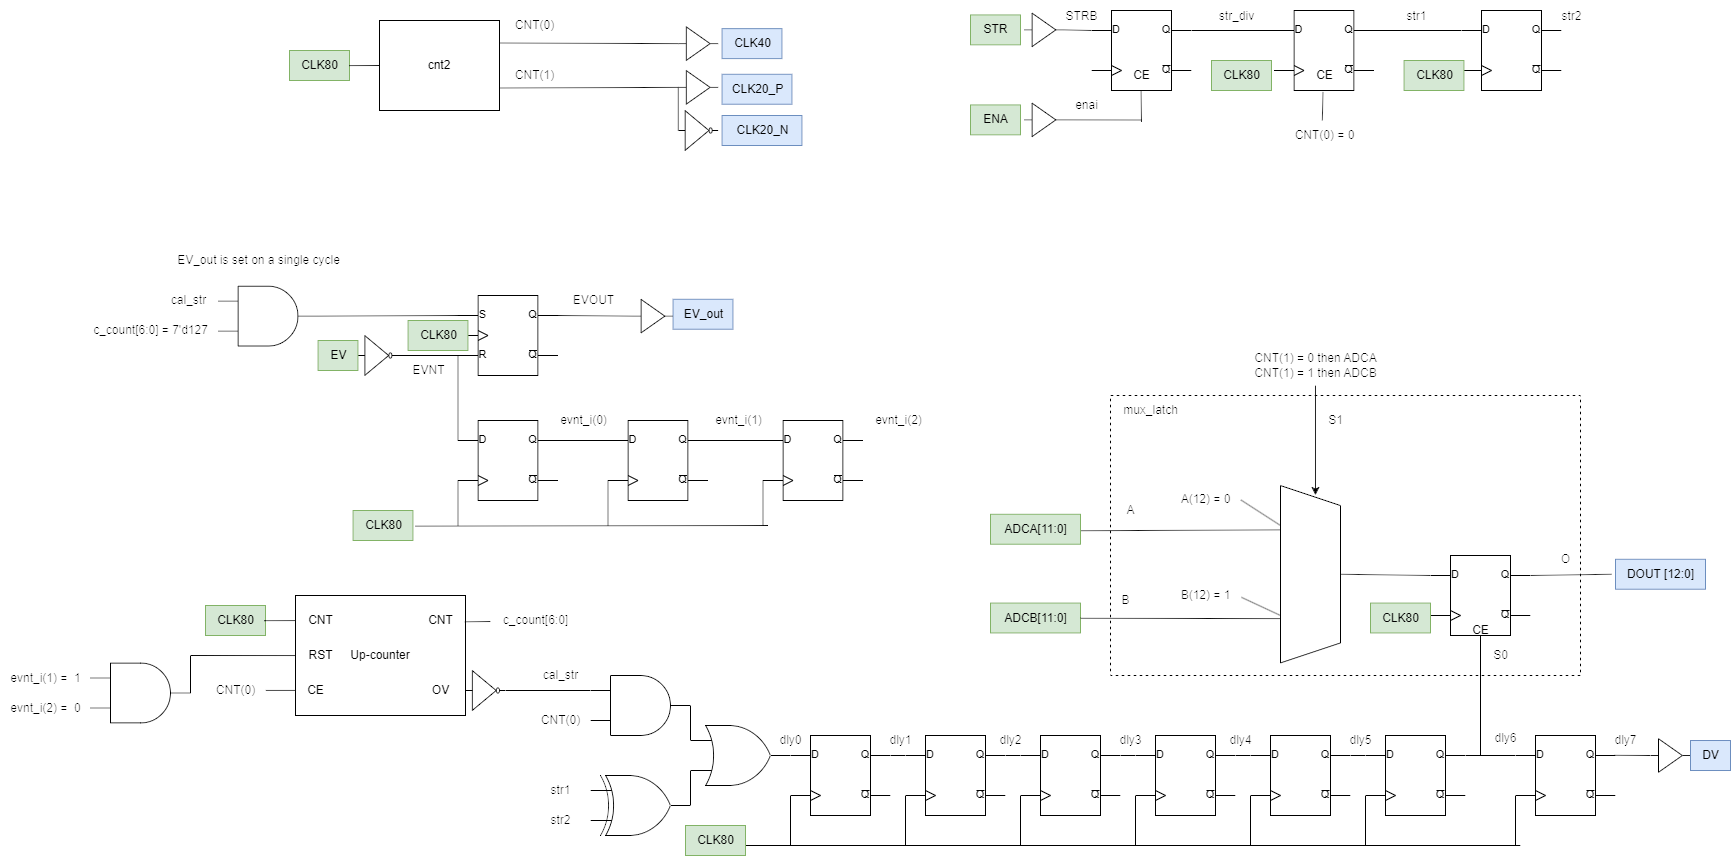 CNT(0)
CLK80
cnt2
CLK40
CNT(1)
CLK20_P
CLK20_N
STR
STRB
D
Q
Q
CE
str_div
CLK80
D
Q
Q
CE
str1
CLK80
D
Q
Q
str2
ENA
enai
CNT(0) = 0
EV_out is set on a single cycle
cal_str
c_count[6:0] = 7'd127
S
Q
CLK80
R
Q
EVOUT
EV_out
EV
EVNT
D
Q
Q
evnt_i(0)
D
Q
Q
evnt_i(1)
D
Q
Q
evnt_i(2)
CLK80
CNT(1) = 0 then ADCA
CNT(1) = 1 then ADCB
mux_latch
S1
A(12) = 0
A
ADCA[11:0]
B(12) = 1
B
ADCB[11:0]
D
Q
Q
CLK80
CE
O
DOUT [12:0]
S0
CLK80
CNT
CNT
c_count[6:0]
RST
Up-counter
evnt_i(1) = 1
evnt_i(2) = 0
CNT(0)
CE
OV
cal_str
CNT(0)
str1
str2
dly0
D
Q
Q
dly1
D
Q
Q
dly2
D
Q
Q
dly3
D
Q
Q
dly4
D
Q
Q
dly5
D
Q
Q
dly6
D
Q
Q
dly7
DV
CLK80